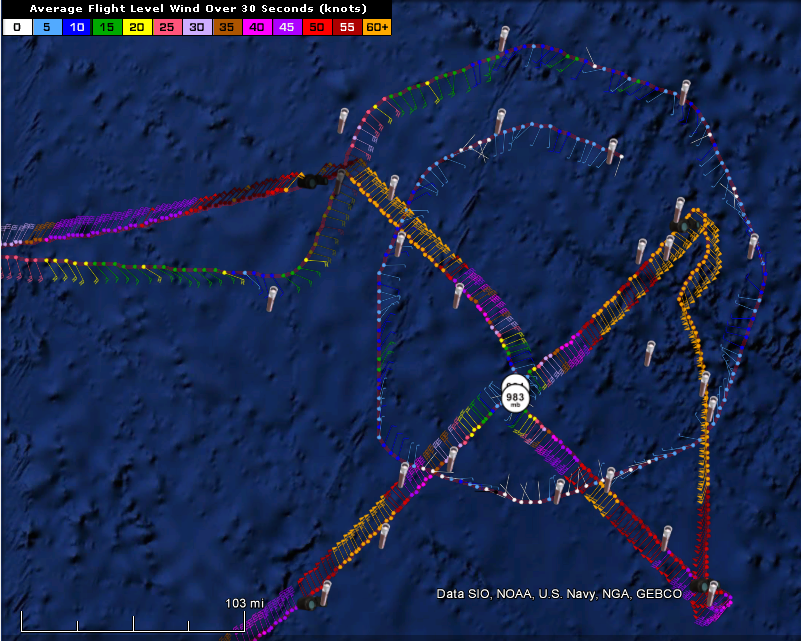 Average Flight Level Wind Over 30 Seconds (knots)
0 5 10 15 20 25 30 35 40 45 50 55 60+
983
mb
Data SIO, NOAA, U.S. Navy, NGA, GEBCO
103 mi